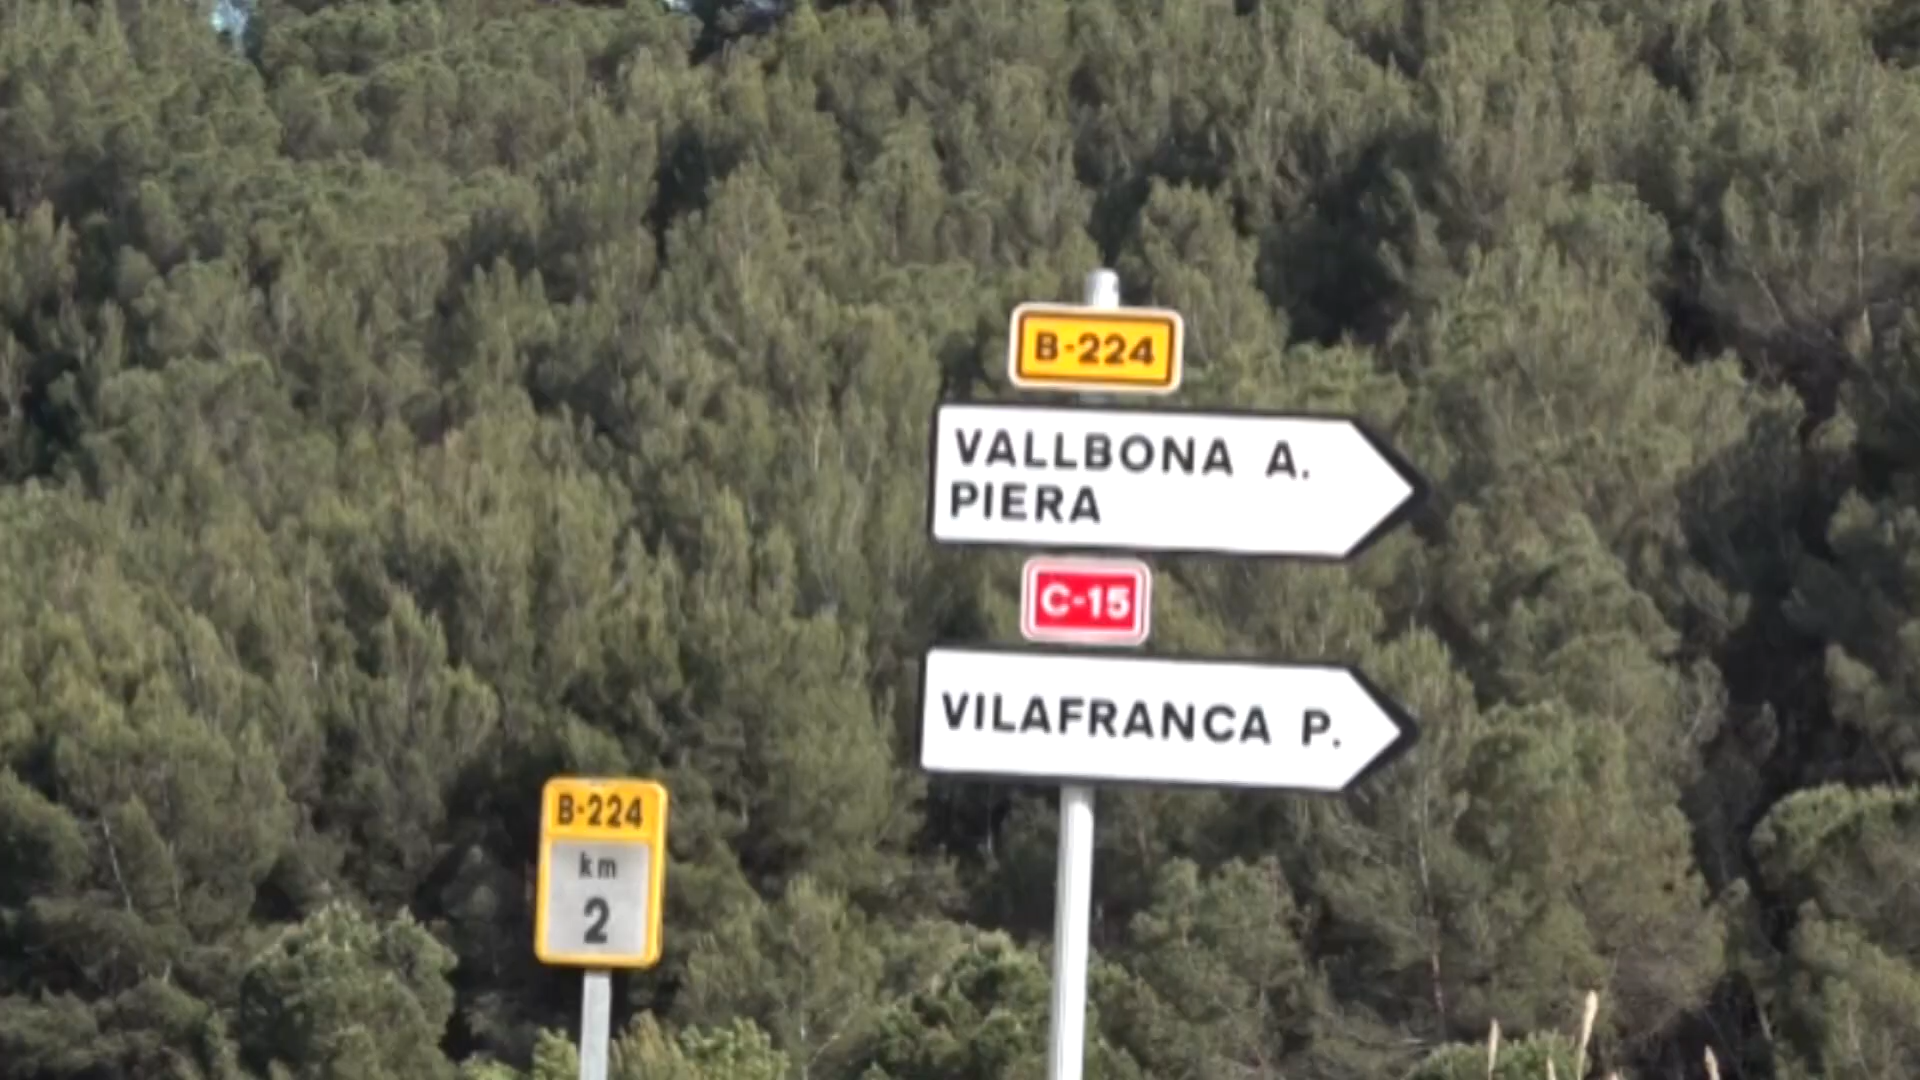 B-224
VALLBONA A.
PIERA
C-15
VILAFRANCA P.
B-224
km
2